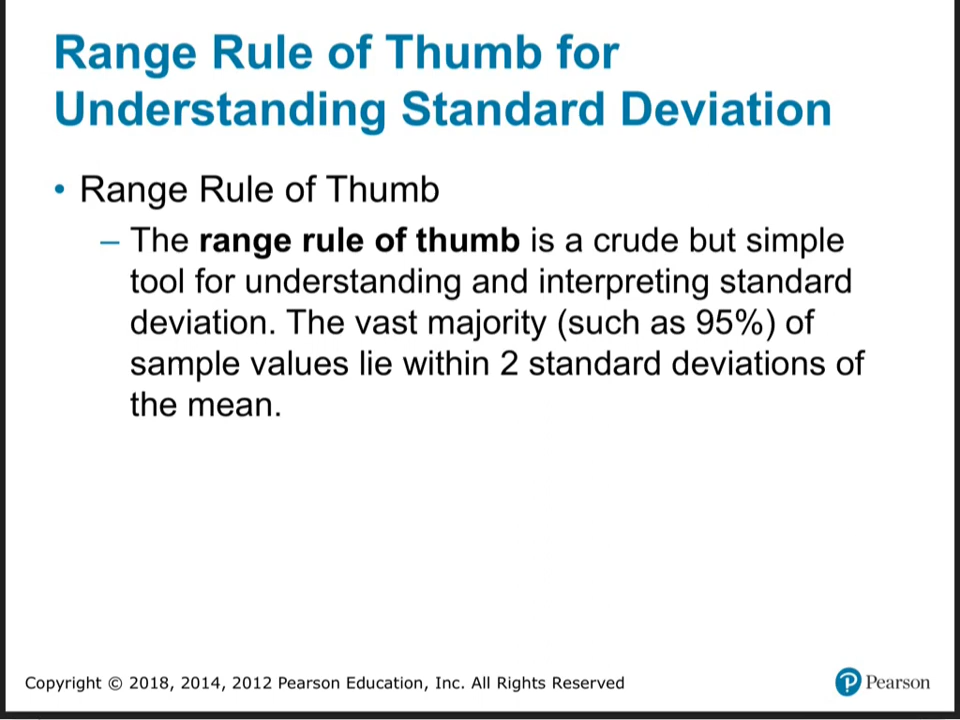 Range Rule of Thumb for
Understanding Standard Deviation
• Range Rule of Thumb
– The range rule of thumb is a crude but simple
tool for understanding and interpreting standard
deviation. The vast majority (such as 95%) of
sample values lie within 2 standard deviations of
the mean.
Copyright © 2018, 2014, 2012 Pearson Education, Inc. All Rights Reserved
P Pearson